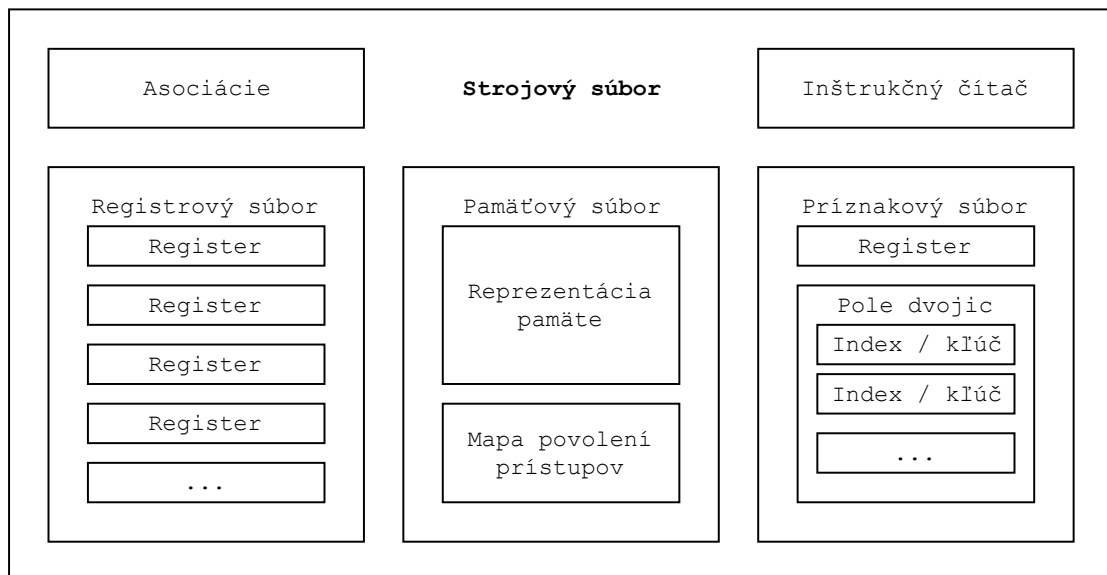 Asociácie
Strojový súbor
Inštrukčný čítač
Registrový súbor
Register
Register
Register
Register
...
Pamäťový súbor
Reprezentácia
pamäte
Mapa povolení
prístupov
Príznakový súbor
Register
Pole dvojic
Index / kľúč
Index / kľúč
...